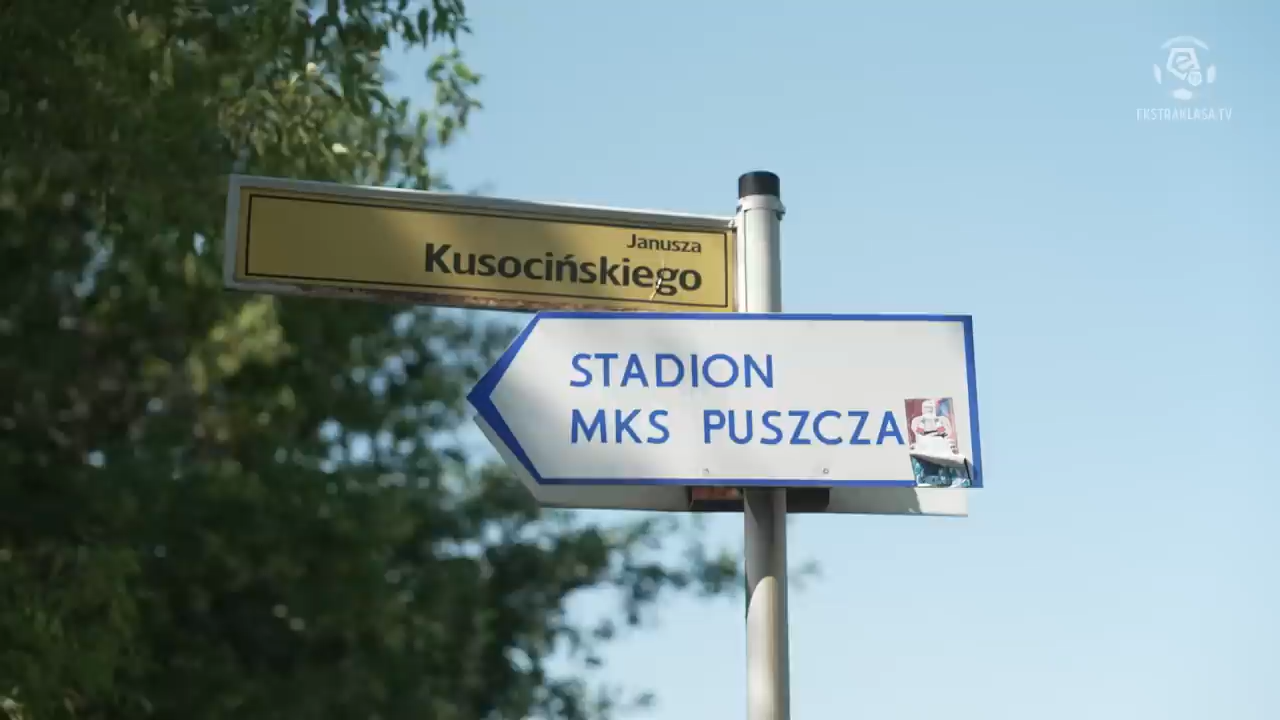 EKSTRAKLASA.TV
Janusza
Kusocińskiego
STADION
MKS PUSZCZA